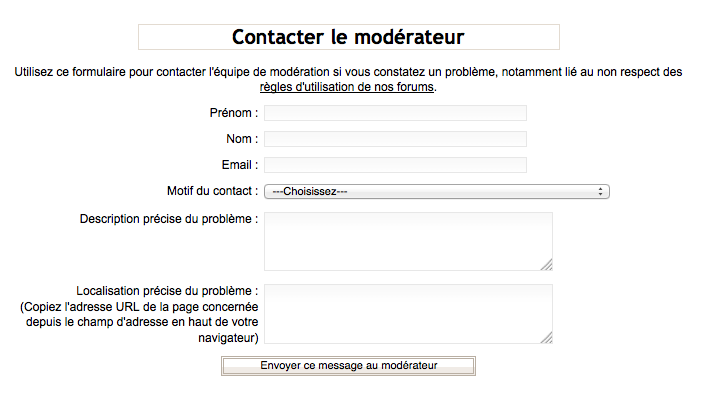 Contacter le modérateur
Utilisez ce formulaire pour contacter l'équipe de modération si vous constatez un problème, notamment lié au non respect des
règles d'utilisation de nos forums.
Prénom :
Nom :
Email :
Motif du contact : ---Choisissez---
Description précise du problème :
Localisation précise du problème :
(Copiez l'adresse URL de la page concernée
depuis le champ d'adresse en haut de votre
navigateur)
Envoyer ce message au modérateur